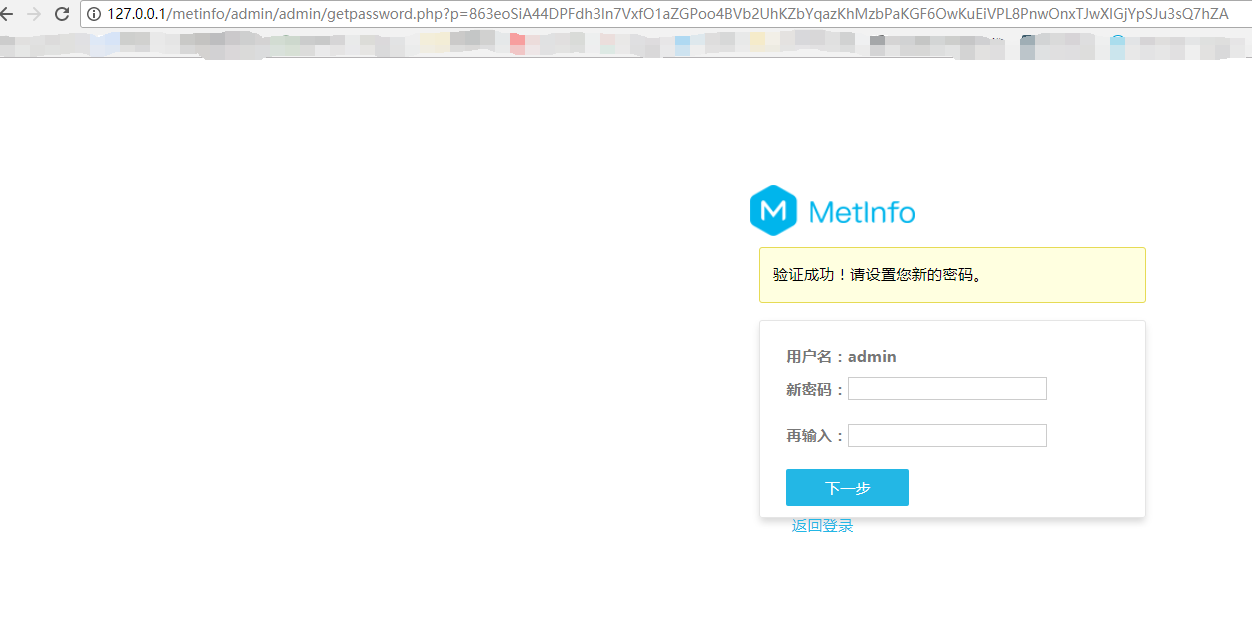 127.0.0.1/metinfo/admin/admin/getpassword.php?p=863eoSiA44DPFdh3In7VxfO1aZGPoo4BVb2UhKZbYqazKhMzbPaKGF6OwKuEiVPL8PnwOnxTJwXIGjYpSJu3sQ7hZA
M MetInfo
验证成功！请设置您新的密码。
用户名：admin
新密码：
再输入：
下一步
返回登录